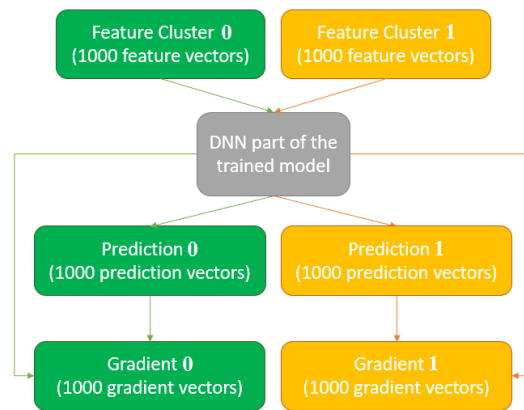 Feature Cluster 0
(1000 feature vectors)
Feature Cluster 1
(1000 feature vectors)
DNN part of the
trained model
Prediction 0
(1000 prediction vectors)
Prediction 1
(1000 prediction vectors)
Gradient 0
(1000 gradient vectors)
Gradient 1
(1000 gradient vectors)